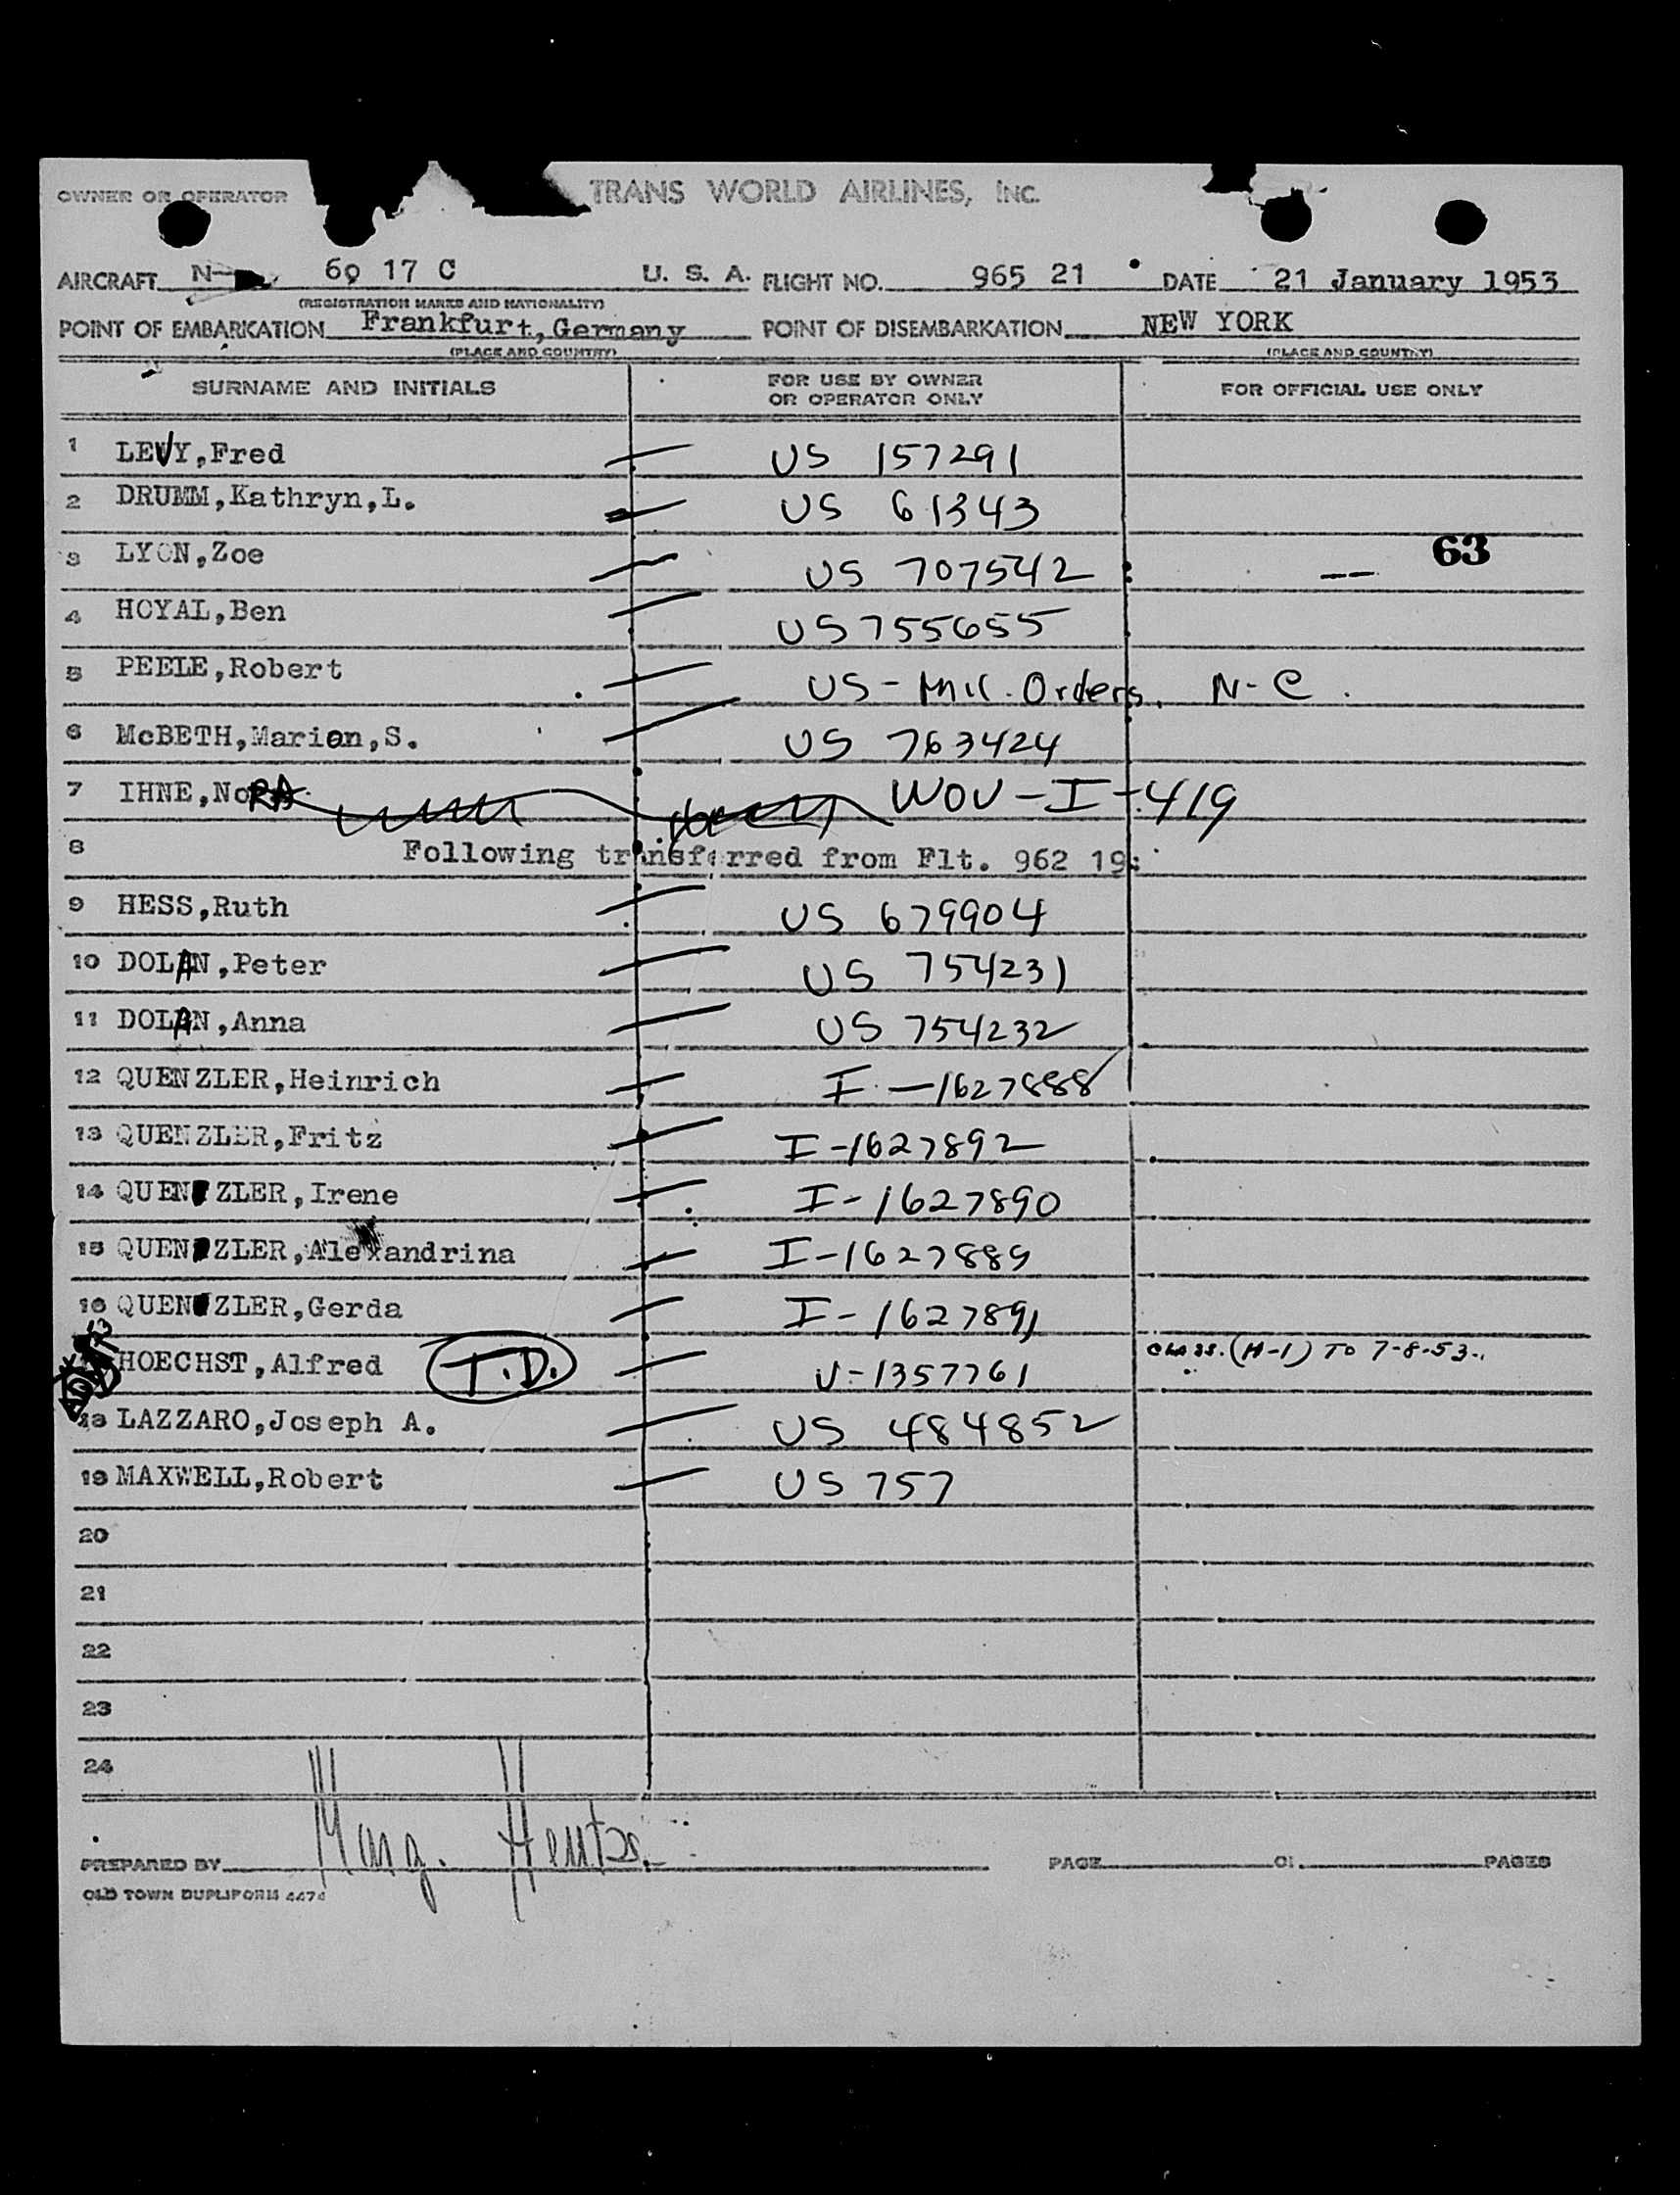 OWNER OR OPERATOR TRANS WORLD AIRLINES, INC.
AIRCRAFT N- 69 17 C U. S. A. FLIGHT NO. 965 21 DATE 21 January 1953
(REGISTRATION MARKS AND NATIONALITY)
POINT OF EMBARKATION Frankfurt, Germany POINT OF DISEMBARKATION NEW YORK
(PLACE AND COUNTRY) (PLACE AND COUNTRY)
SURNAME AND INITIALS FOR USE BY OWNER OR OPERATOR ONLY FOR OFFICIAL USE ONLY
1 LEVY,Fred US 157291
2 DRUMM,Kathryn,L. US 61343
63
3 LYON,Zoe US 707542
4 HOYAL,Ben US 755655
5 PEELE,Robert US - Mil. Orders. N-C.
6 McBETH,Marion,S. US 763424
7 IHNE,NoRA WOV-I-419
8 Following transferred from Flt. 962 19:
9 HESS,Ruth US 679904
10 DOLAN,Peter US 754231
11 DOLAN,Anna US 754232
12 QUENZLER,Heinrich I-1627888
13 QUENZLER,Fritz I-1627892
14 QUENZLER,Irene I-1627890
15 QUENZLER,Alexandrina I-1627889
16 QUENZLER,Gerda I-1627891
HOECHST,Alfred T.D. V-1357761 CLASS. (H-1) TO 7-8-53.
18 LAZZARO,Joseph A. US 484852
19 MAXWELL,Robert US 757
20
21
22
23
24
PREPARED BY Marg. PAGE OF PAGES
OLD TOWN DUPLIFORM 4474